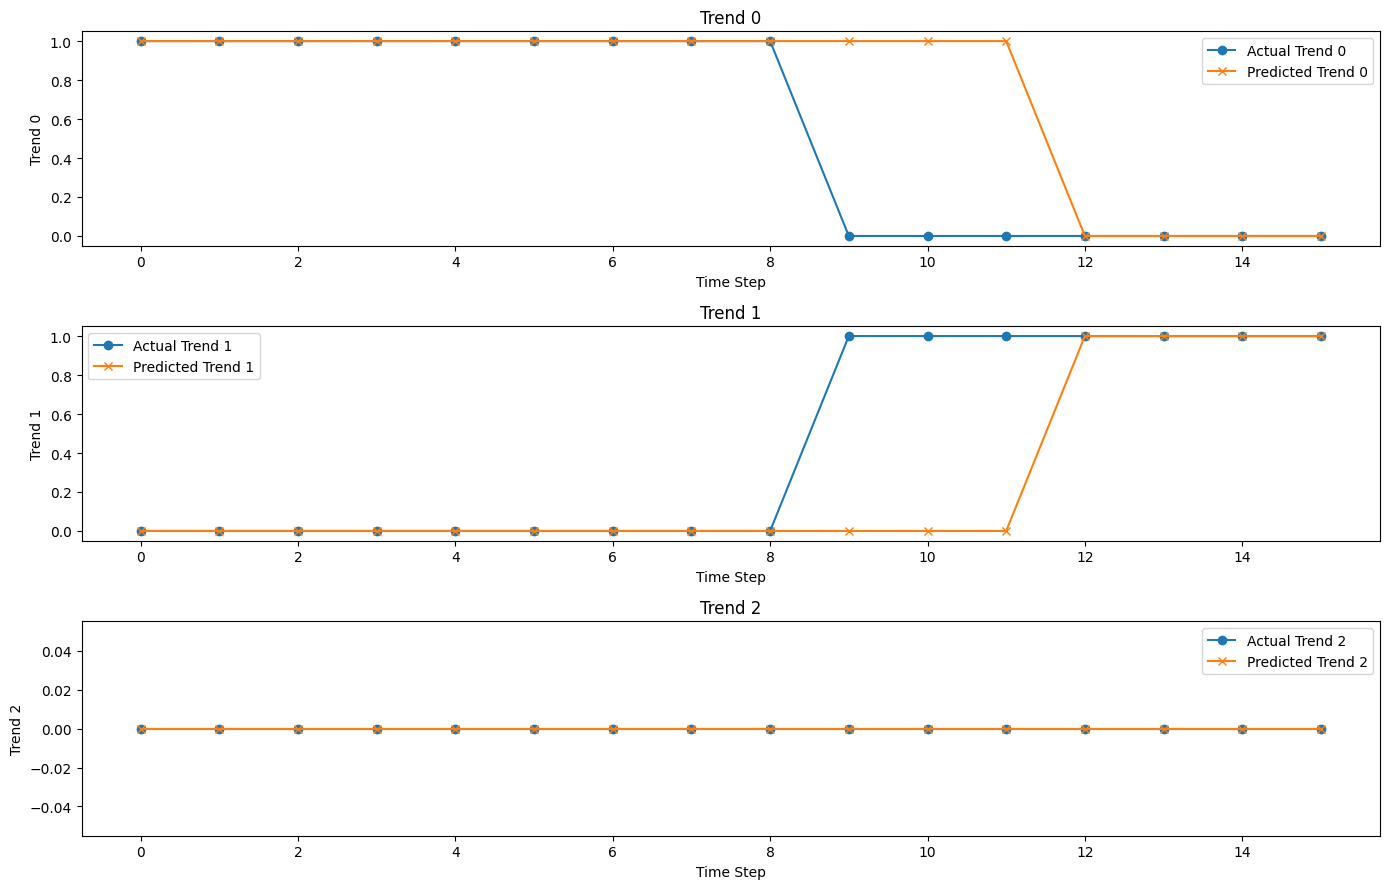 Trend 0
1.0
0.8
0.6
0.4
0.2
0.0
Trend 0
Actual Trend 0
Predicted Trend 0
0 2 4 6 8 10 12 14
Time Step
Trend 1
1.0
0.8
0.6
0.4
0.2
0.0
Trend 1
Actual Trend 1
Predicted Trend 1
0 2 4 6 8 10 12 14
Time Step
Trend 2
0.04
0.02
0.00
−0.02
−0.04
Trend 2
Actual Trend 2
Predicted Trend 2
0 2 4 6 8 10 12 14
Time Step